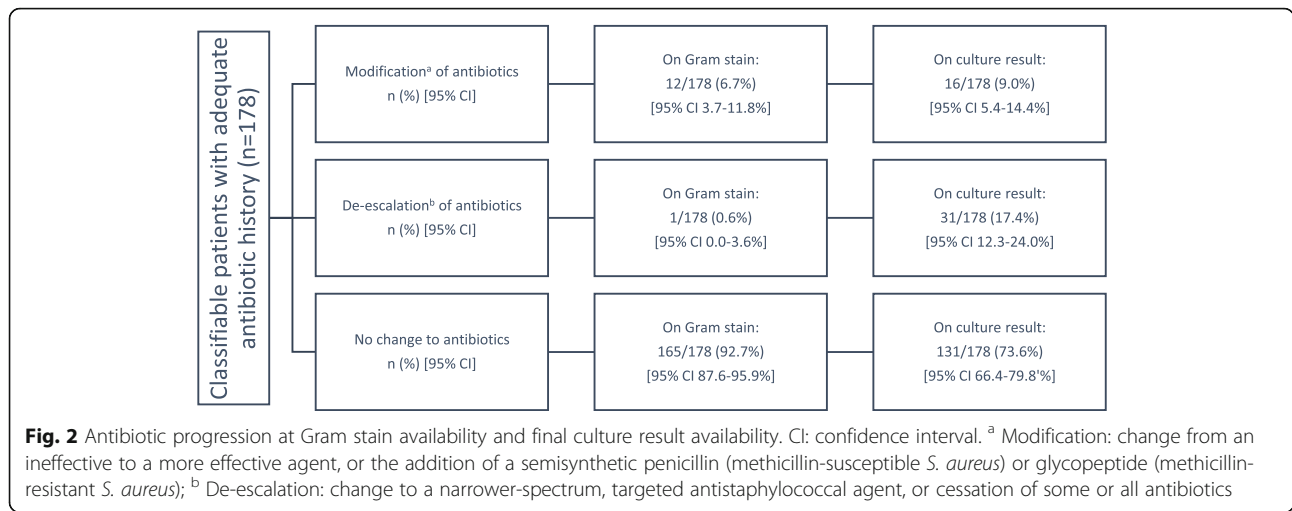 Classifiable patients with adequate
antibiotic history (n=178)
Modificationᵃ of antibiotics
n (%) [95% CI]
On Gram stain:
12/178 (6.7%)
[95% CI 3.7-11.8%]
On culture result:
16/178 (9.0%)
[95% CI 5.4-14.4%]
De-escalationᵇ of antibiotics
n (%) [95% CI]
On Gram stain:
1/178 (0.6%)
[95% CI 0.0-3.6%]
On culture result:
31/178 (17.4%)
[95% CI 12.3-24.0%]
No change to antibiotics
n (%) [95% CI]
On Gram stain:
165/178 (92.7%)
[95% CI 87.6-95.9%]
On culture result:
131/178 (73.6%)
[95% CI 66.4-79.8'%]
Fig. 2 Antibiotic progression at Gram stain availability and final culture result availability. CI: confidence interval. ᵃ Modification: change from an
ineffective to a more effective agent, or the addition of a semisynthetic penicillin (methicillin-susceptible S. aureus) or glycopeptide (methicillin-
resistant S. aureus); ᵇ De-escalation: change to a narrower-spectrum, targeted antistaphylococcal agent, or cessation of some or all antibiotics